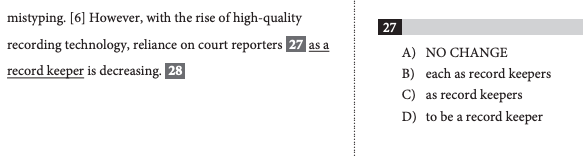 mistyping. [6] However, with the rise of high-quality
recording technology, reliance on court reporters 27 as a
record keeper is decreasing. 28
27
A) NO CHANGE
B) each as record keepers
C) as record keepers
D) to be a record keeper